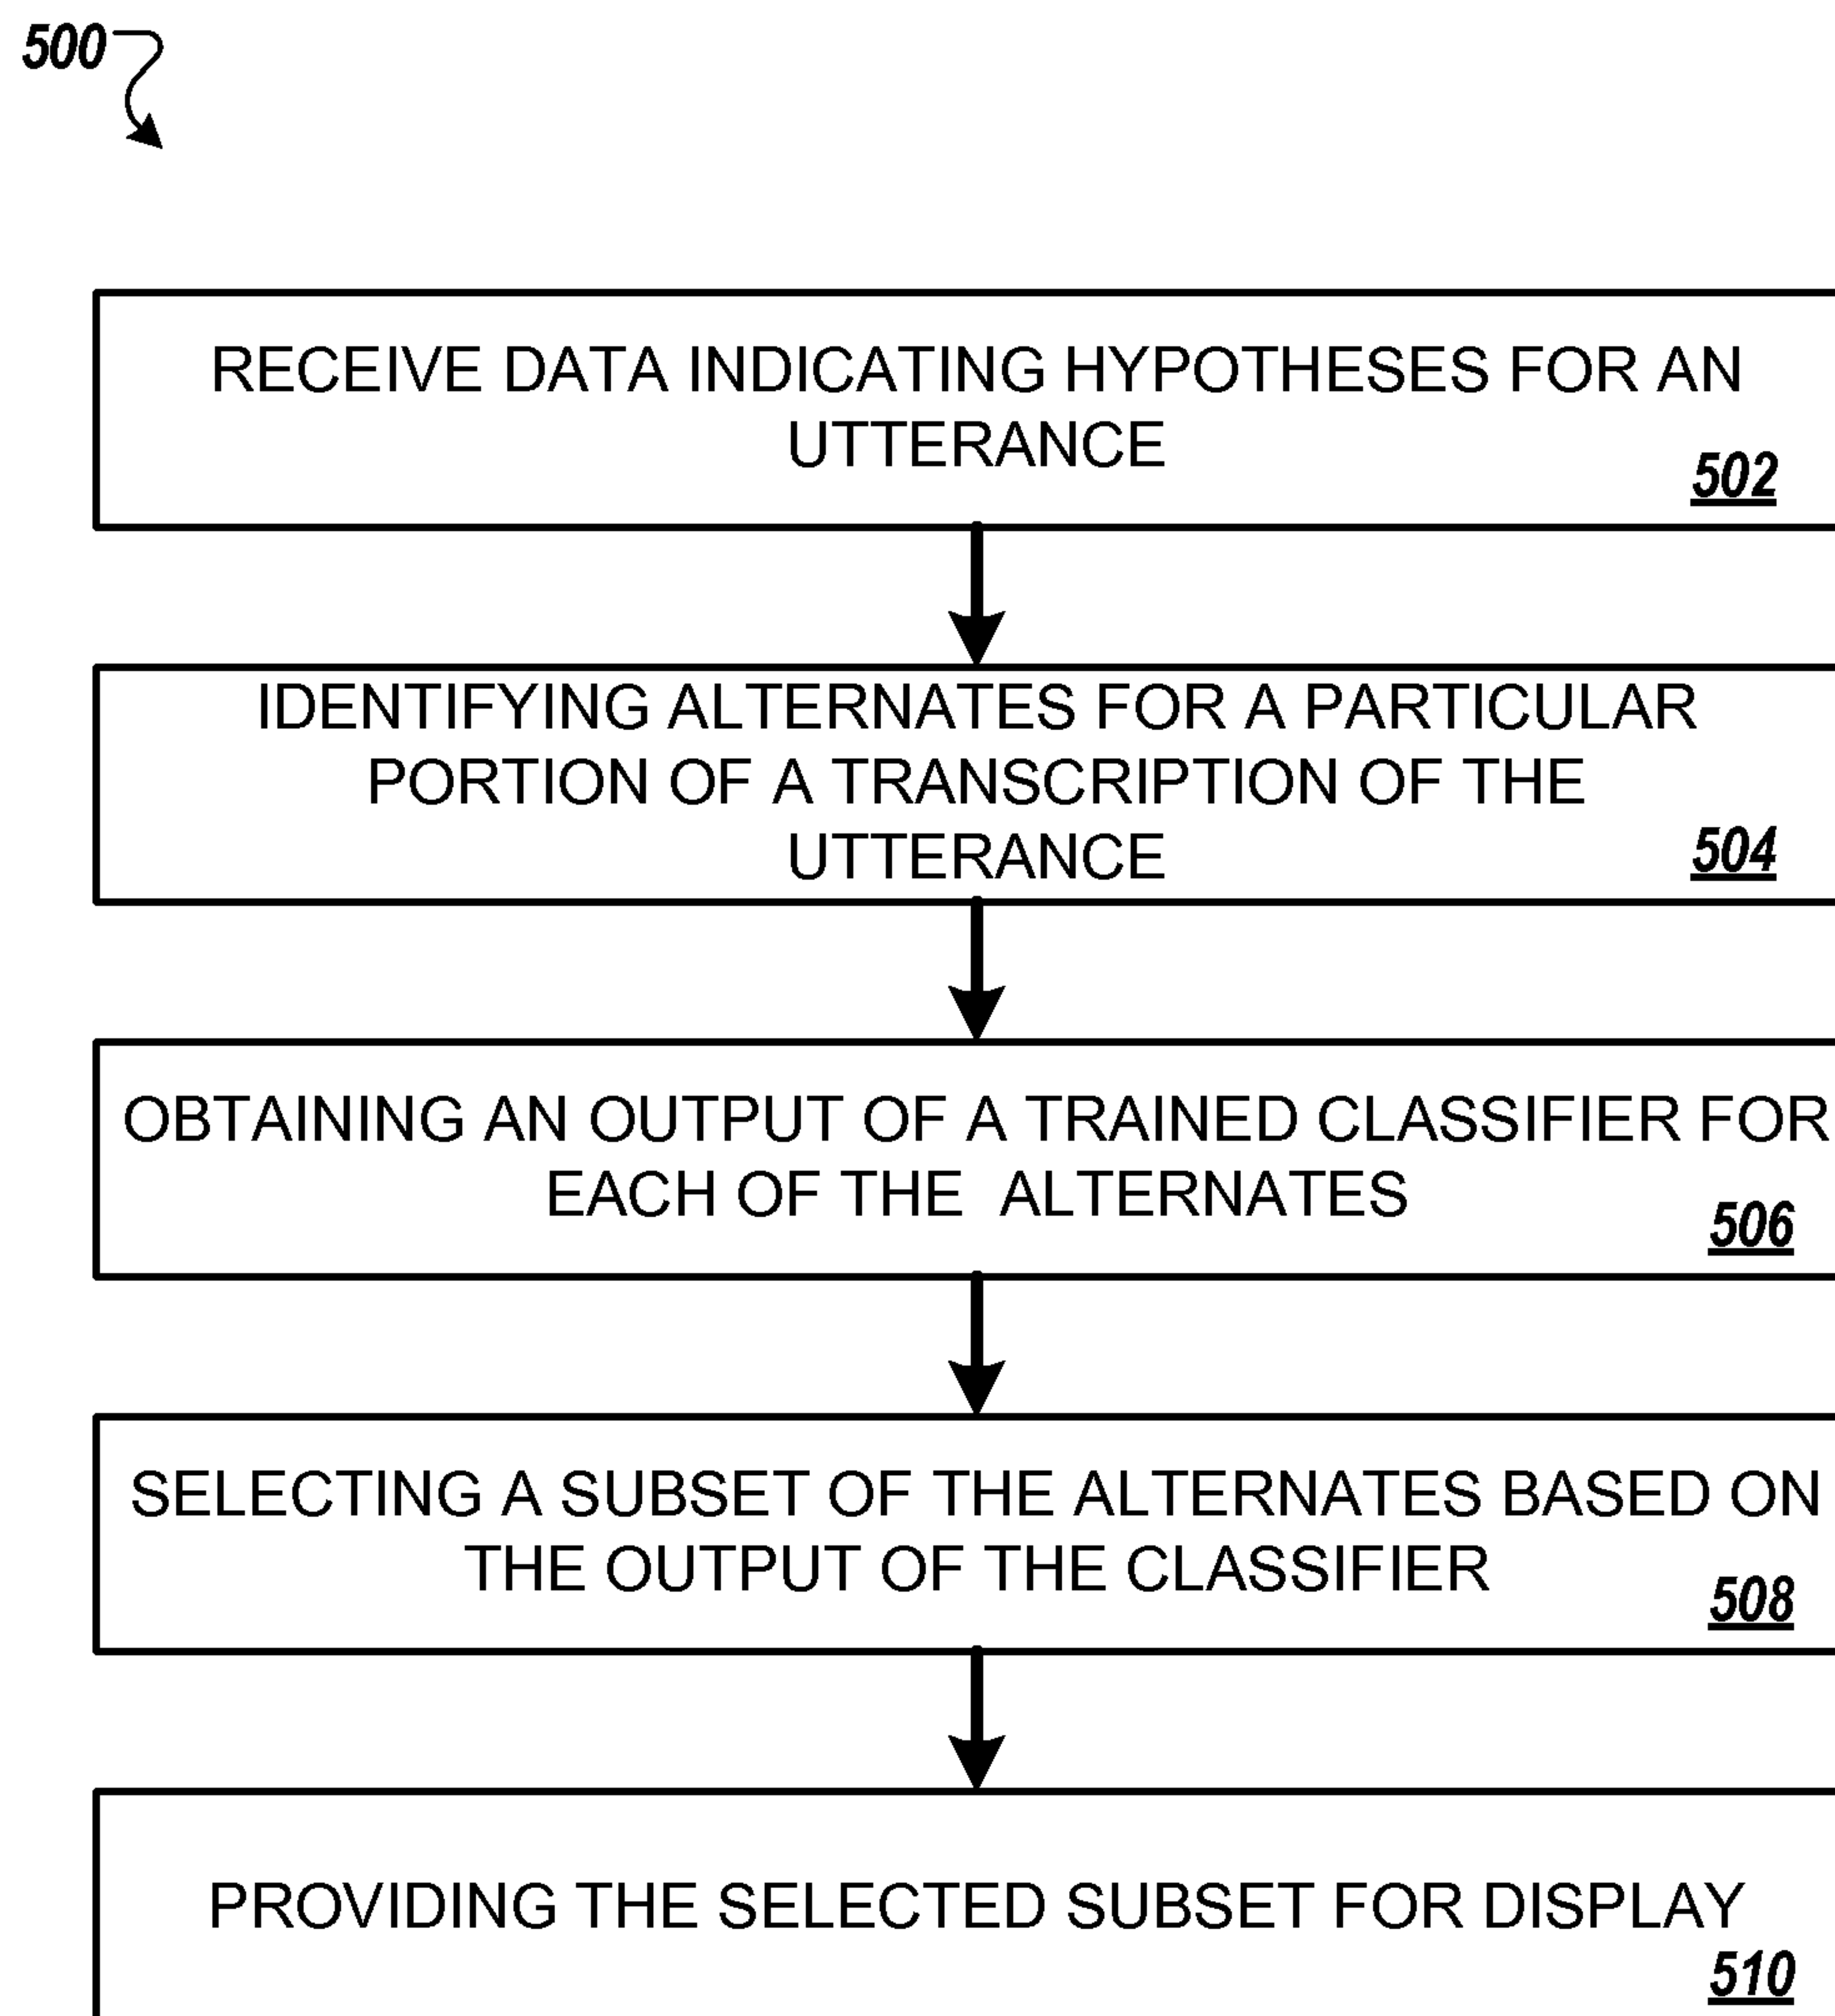 500
RECEIVE DATA INDICATING HYPOTHESES FOR AN
UTTERANCE
502
IDENTIFYING ALTERNATES FOR A PARTICULAR
PORTION OF A TRANSCRIPTION OF THE
UTTERANCE
504
OBTAINING AN OUTPUT OF A TRAINED CLASSIFIER FOR
EACH OF THE ALTERNATES
506
SELECTING A SUBSET OF THE ALTERNATES BASED ON
THE OUTPUT OF THE CLASSIFIER
508
PROVIDING THE SELECTED SUBSET FOR DISPLAY
510